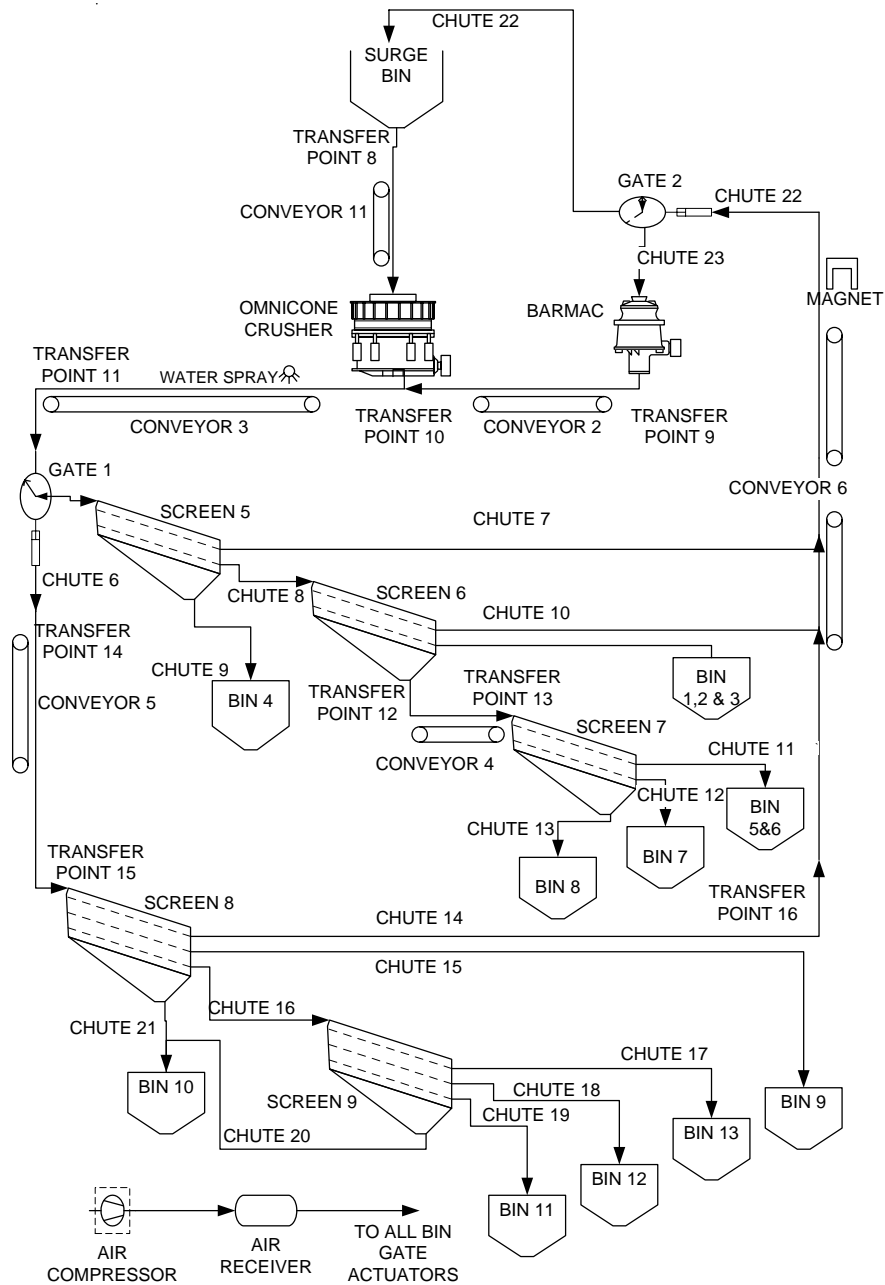 CHUTE 22
SURGE
BIN
TRANSFER
POINT 8
GATE 2
CHUTE 22
CONVEYOR 11
CHUTE 23
MAGNET
OMNICONE
CRUSHER
BARMAC
TRANSFER
POINT 11
WATER SPRAY
CONVEYOR 3
TRANSFER
POINT 10
CONVEYOR 2
TRANSFER
POINT 9
GATE 1
SCREEN 5
CONVEYOR 6
CHUTE 7
CHUTE 6
CHUTE 8
SCREEN 6
CHUTE 10
TRANSFER
POINT 14
CHUTE 9
BIN 4
TRANSFER
POINT 12
TRANSFER
POINT 13
BIN
1,2 & 3
CONVEYOR 5
SCREEN 7
CONVEYOR 4
CHUTE 11
CHUTE 12
BIN
5&6
CHUTE 13
BIN 7
BIN 8
TRANSFER
POINT 15
SCREEN 8
CHUTE 14
TRANSFER
POINT 16
CHUTE 15
CHUTE 16
CHUTE 21
CHUTE 17
BIN 10
CHUTE 18
SCREEN 9
CHUTE 19
BIN 9
CHUTE 20
BIN 13
BIN 12
BIN 11
AIR
COMPRESSOR
AIR
RECEIVER
TO ALL BIN
GATE
ACTUATORS